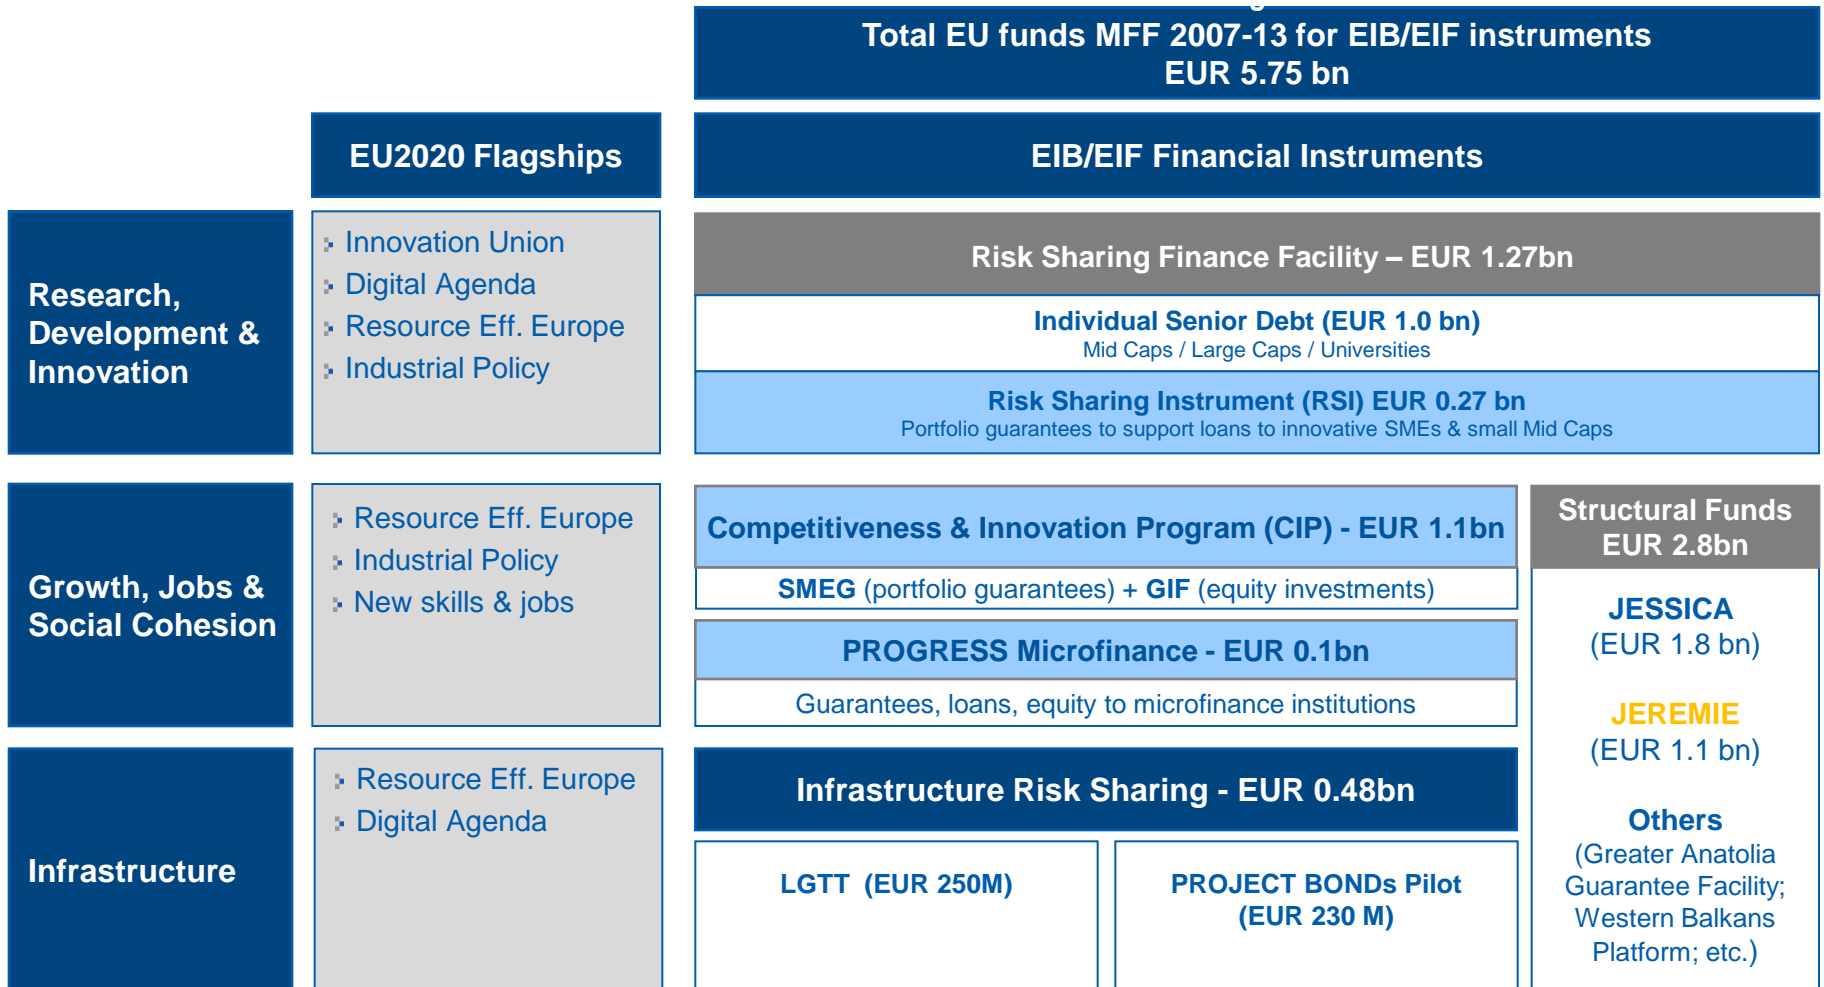 Total EU funds MFF 2007-13 for EIB/EIF instruments
EUR 5.75 bn
EU2020 Flagships
EIB/EIF Financial Instruments
Research,
Development &
Innovation
Innovation Union
Digital Agenda
Resource Eff. Europe
Industrial Policy
Risk Sharing Finance Facility – EUR 1.27bn
Individual Senior Debt (EUR 1.0 bn)
Mid Caps / Large Caps / Universities
Risk Sharing Instrument (RSI) EUR 0.27 bn
Portfolio guarantees to support loans to innovative SMEs & small Mid Caps
Growth, Jobs &
Social Cohesion
Resource Eff. Europe
Industrial Policy
New skills & jobs
Competitiveness & Innovation Program (CIP) - EUR 1.1bn
SMEG (portfolio guarantees) + GIF (equity investments)
PROGRESS Microfinance - EUR 0.1bn
Guarantees, loans, equity to microfinance institutions
Structural Funds
EUR 2.8bn
JESSICA
(EUR 1.8 bn)
JEREMIE
(EUR 1.1 bn)
Others
(Greater Anatolia
Guarantee Facility;
Western Balkans
Platform; etc.)
Infrastructure
Resource Eff. Europe
Digital Agenda
Infrastructure Risk Sharing - EUR 0.48bn
LGTT (EUR 250M)
PROJECT BONDs Pilot
(EUR 230 M)